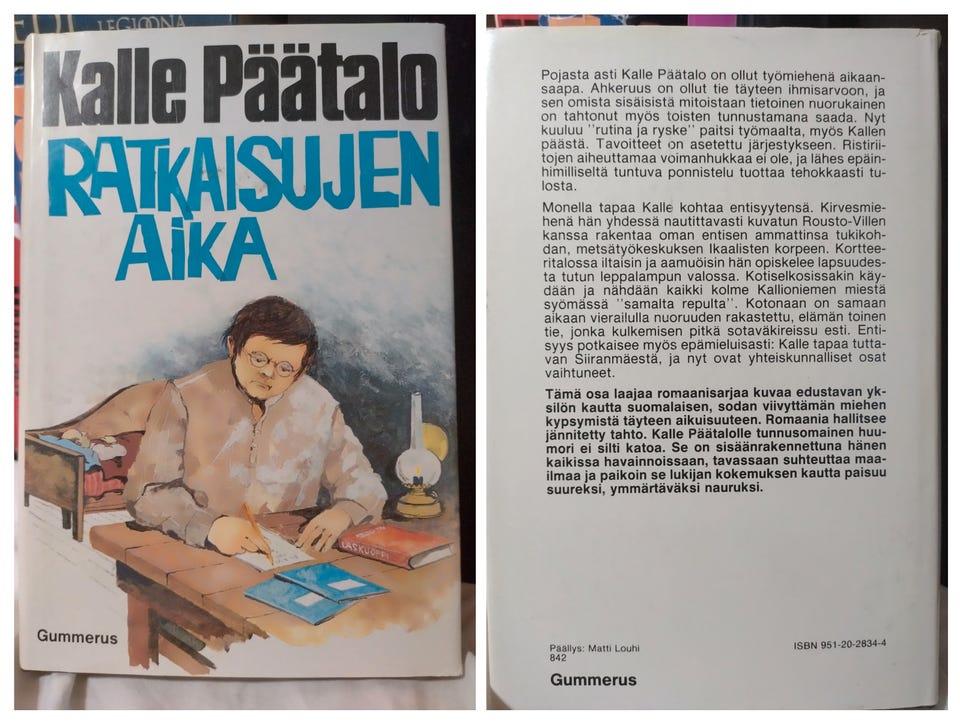 LEGIOONA
Kalle Päätalo
RATKAISUJEN
AIKA
LASKUOPPI
Gummerus
Pojasta asti Kalle Päätalo on ollut työmiehenä aikaan-
saapa. Ahkeruus on ollut tie täyteen ihmisarvoon, ja
sen omista sisäisistä mitoistaan tietoinen nuorukainen
on tahtonut myös toisten tunnustamana saada. Nyt
kuuluu ''rutina ja ryske'' paitsi työmaalta, myös Kallen
päästä. Tavoitteet on asetettu järjestykseen. Ristirii-
tojen aiheuttamaa voimanhukkaa ei ole, ja lähes epäin-
himilliseltä tuntuva ponnistelu tuottaa tehokkaasti tu-
losta.
Monella tapaa Kalle kohtaa entisyytensä. Kirvesmie-
henä hän yhdessä nautittavasti kuvatun Rousto-Villen
kanssa rakentaa oman entisen ammattinsa tukikoh-
dan, metsätyökeskuksen Ikaalisten korpeen. Kortee-
ritalossa iltaisin ja aamuöisin hän opiskelee lapsuudes-
ta tutun leppalampun valossa. Kotiselkosissakin käy-
dään ja nähdään kaikki kolme Kallioniemen miestä
syömässä ''samalta repulta''. Kotonaan on samaan
aikaan vierailulla nuoruuden rakastettu, elämän toinen
tie, jonka kulkemisen pitkä sotaväkireissu esti. Enti-
syys potkaisee myös epämieluisasti: Kalle tapaa tutta-
van Siiranmäestä, ja nyt ovat yhteiskunnalliset osat
vaihtuneet.
Tämä osa laajaa romaanisarjaa kuvaa edustavan yk-
silön kautta suomalaisen, sodan viivyttämän miehen
kypsymistä täyteen aikuisuuteen. Romaania hallitsee
jännitetty tahto. Kalle Päätalolle tunnusomainen huu-
mori ei silti katoa. Se on sisäänrakennettuna hänen
kaikissa havainnoissaan, tavassaan suhteuttaa maa-
ilmaa ja paikoin se lukijan kokemuksen kautta paisuu
suureksi, ymmärtäväksi nauruksi.
Päällys: Matti Louhi
842
ISBN 951-20-2834-4
Gummerus